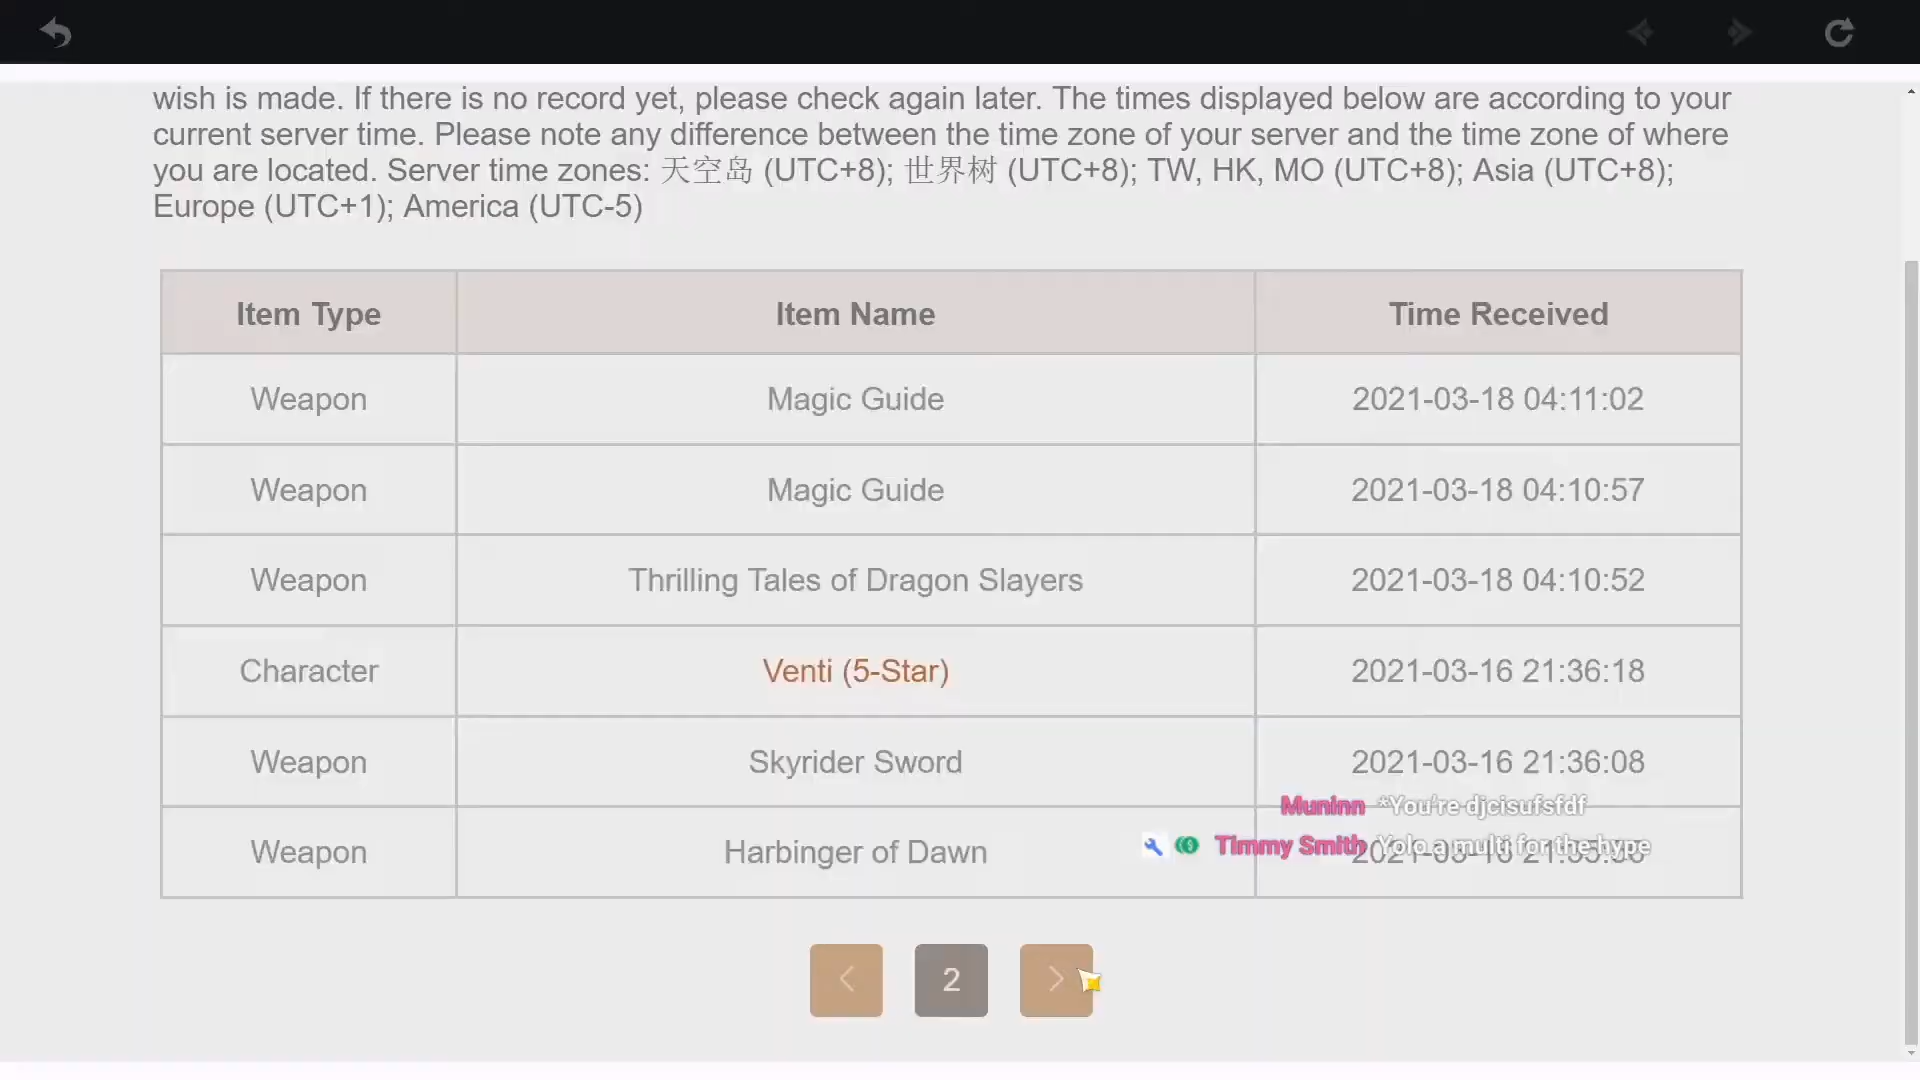 wish is made. If there is no record yet, please check again later. The times displayed below are according to your
current server time. Please note any difference between the time zone of your server and the time zone of where
you are located. Server time zones: 天空岛 (UTC+8); 世界树 (UTC+8); TW, HK, MO (UTC+8); Asia (UTC+8);
Europe (UTC+1); America (UTC-5)
Item Type Item Name Time Received
Weapon Magic Guide 2021-03-18 04:11:02
Weapon Magic Guide 2021-03-18 04:10:57
Weapon Thrilling Tales of Dragon Slayers 2021-03-18 04:10:52
Character Venti (5-Star) 2021-03-16 21:36:18
Weapon Skyrider Sword 2021-03-16 21:36:08
MunInn *You're djcisufsfdf
Weapon Harbinger of Dawn
Timmy Smith Yolo a multi for the hype
2